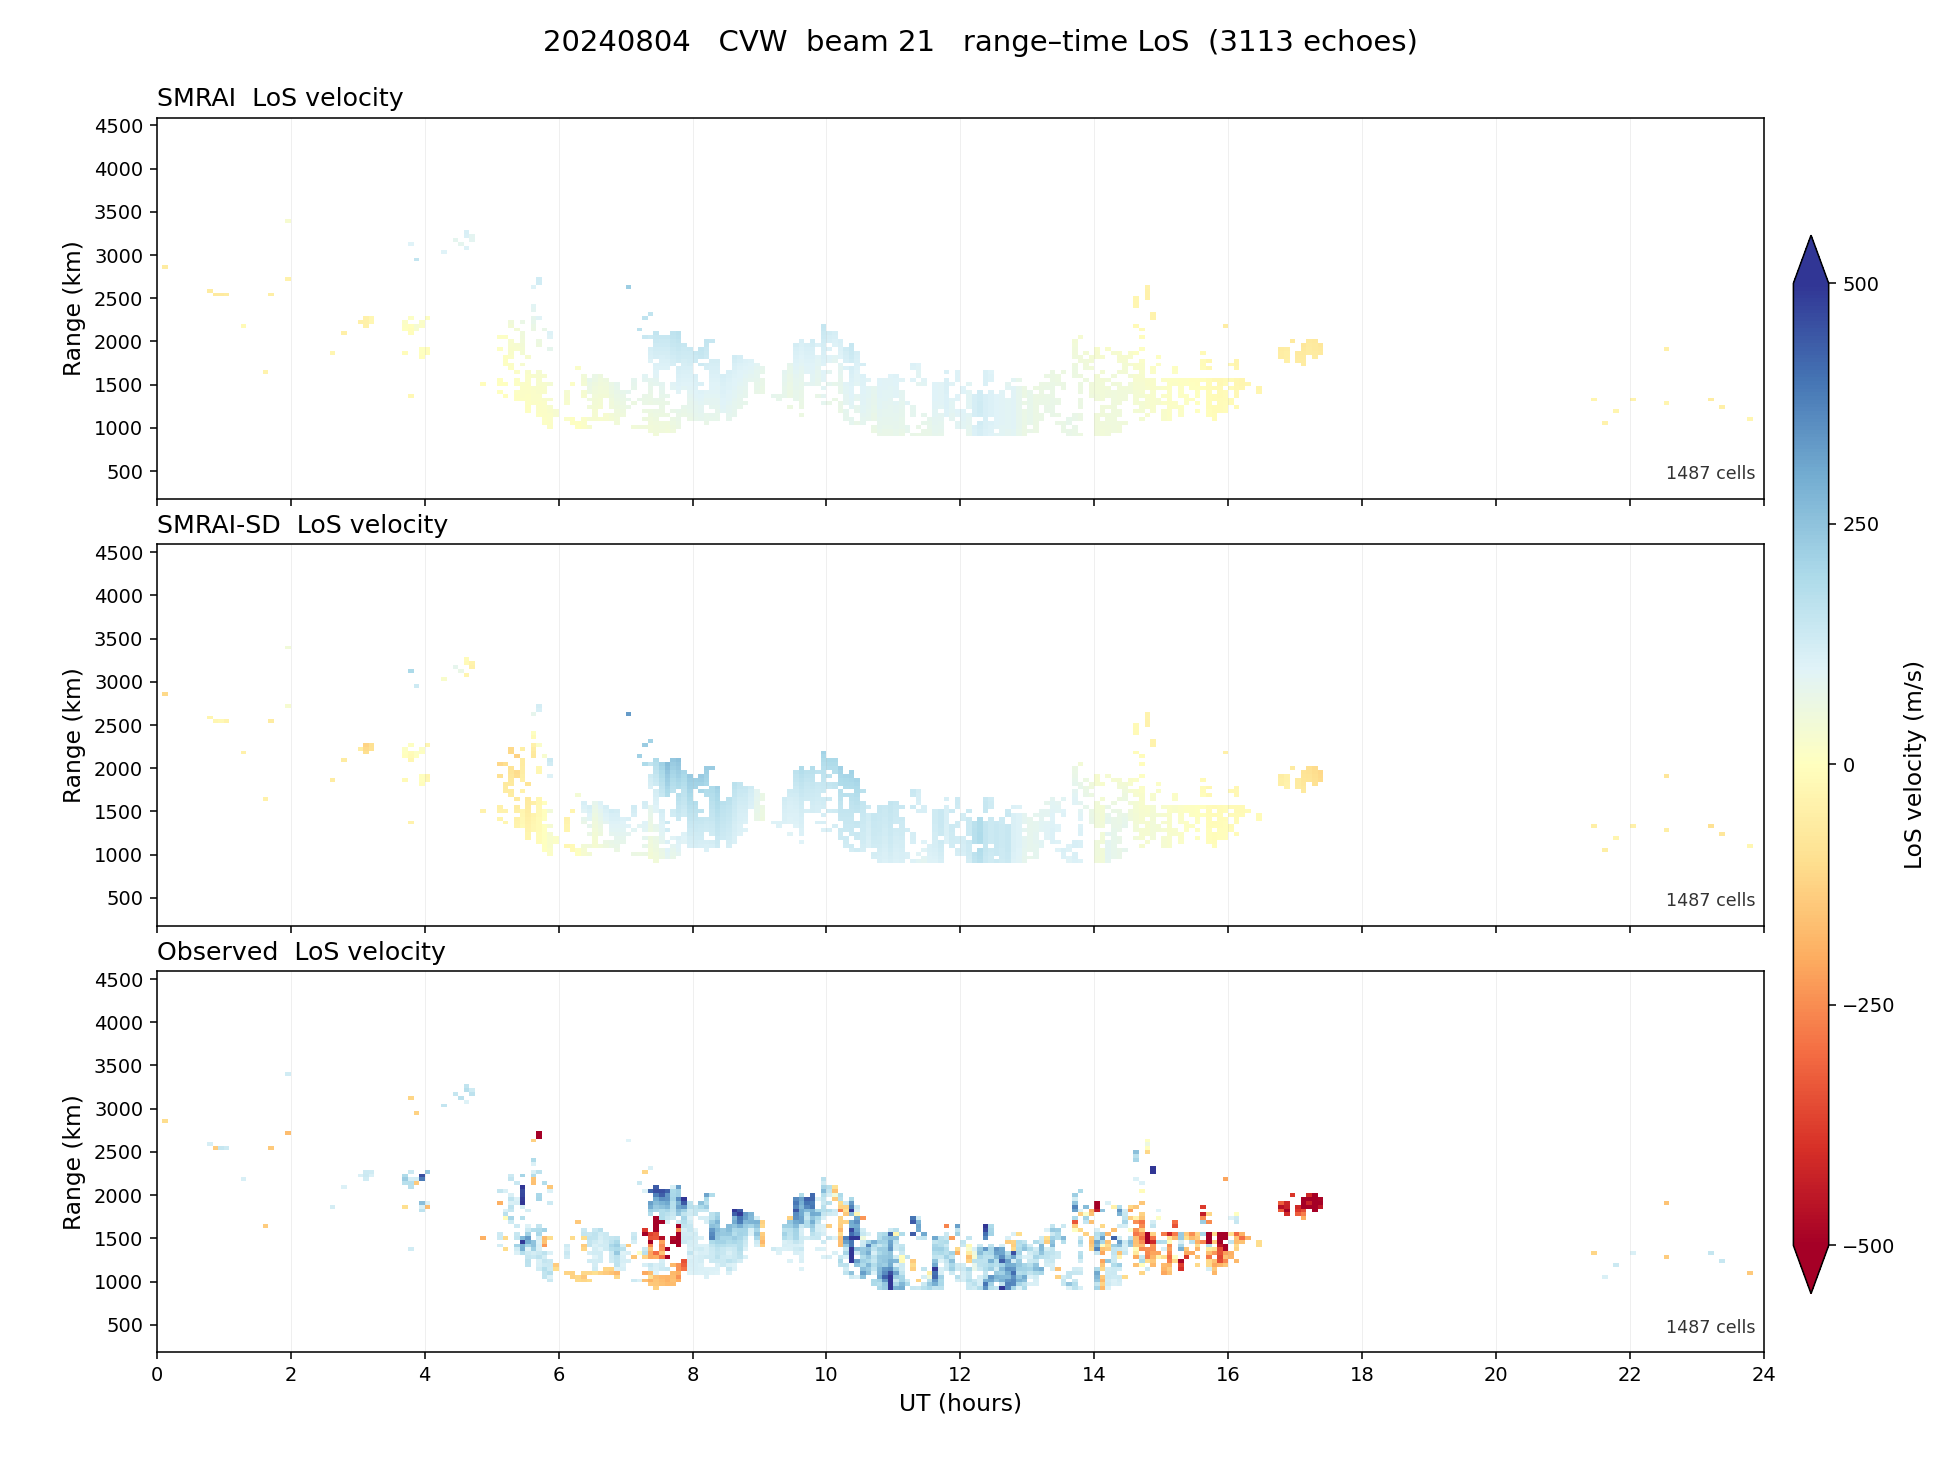 20240804   CVW  beam 21   range–time LoS  (3113 echoes)
SMRAI  LoS velocity
4500
4000
3500
3000
2500
2000
1500
1000
500
Range (km)
1487 cells
SMRAI-SD  LoS velocity
4500
4000
3500
3000
2500
2000
1500
1000
500
Range (km)
1487 cells
Observed  LoS velocity
4500
4000
3500
3000
2500
2000
1500
1000
500
Range (km)
1487 cells
0 2 4 6 8 10 12 14 16 18 20 22 24
UT (hours)
500
250
0
−250
−500
LoS velocity (m/s)